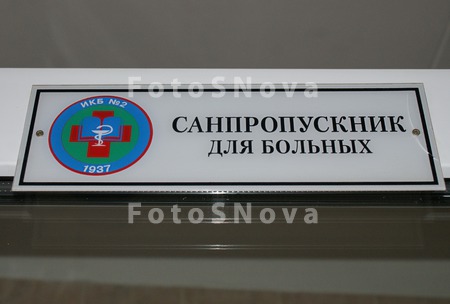 FotoSNova
ИКБ №2
1937
САНПРОПУСКНИК
ДЛЯ БОЛЬНЫХ
FotoSNova